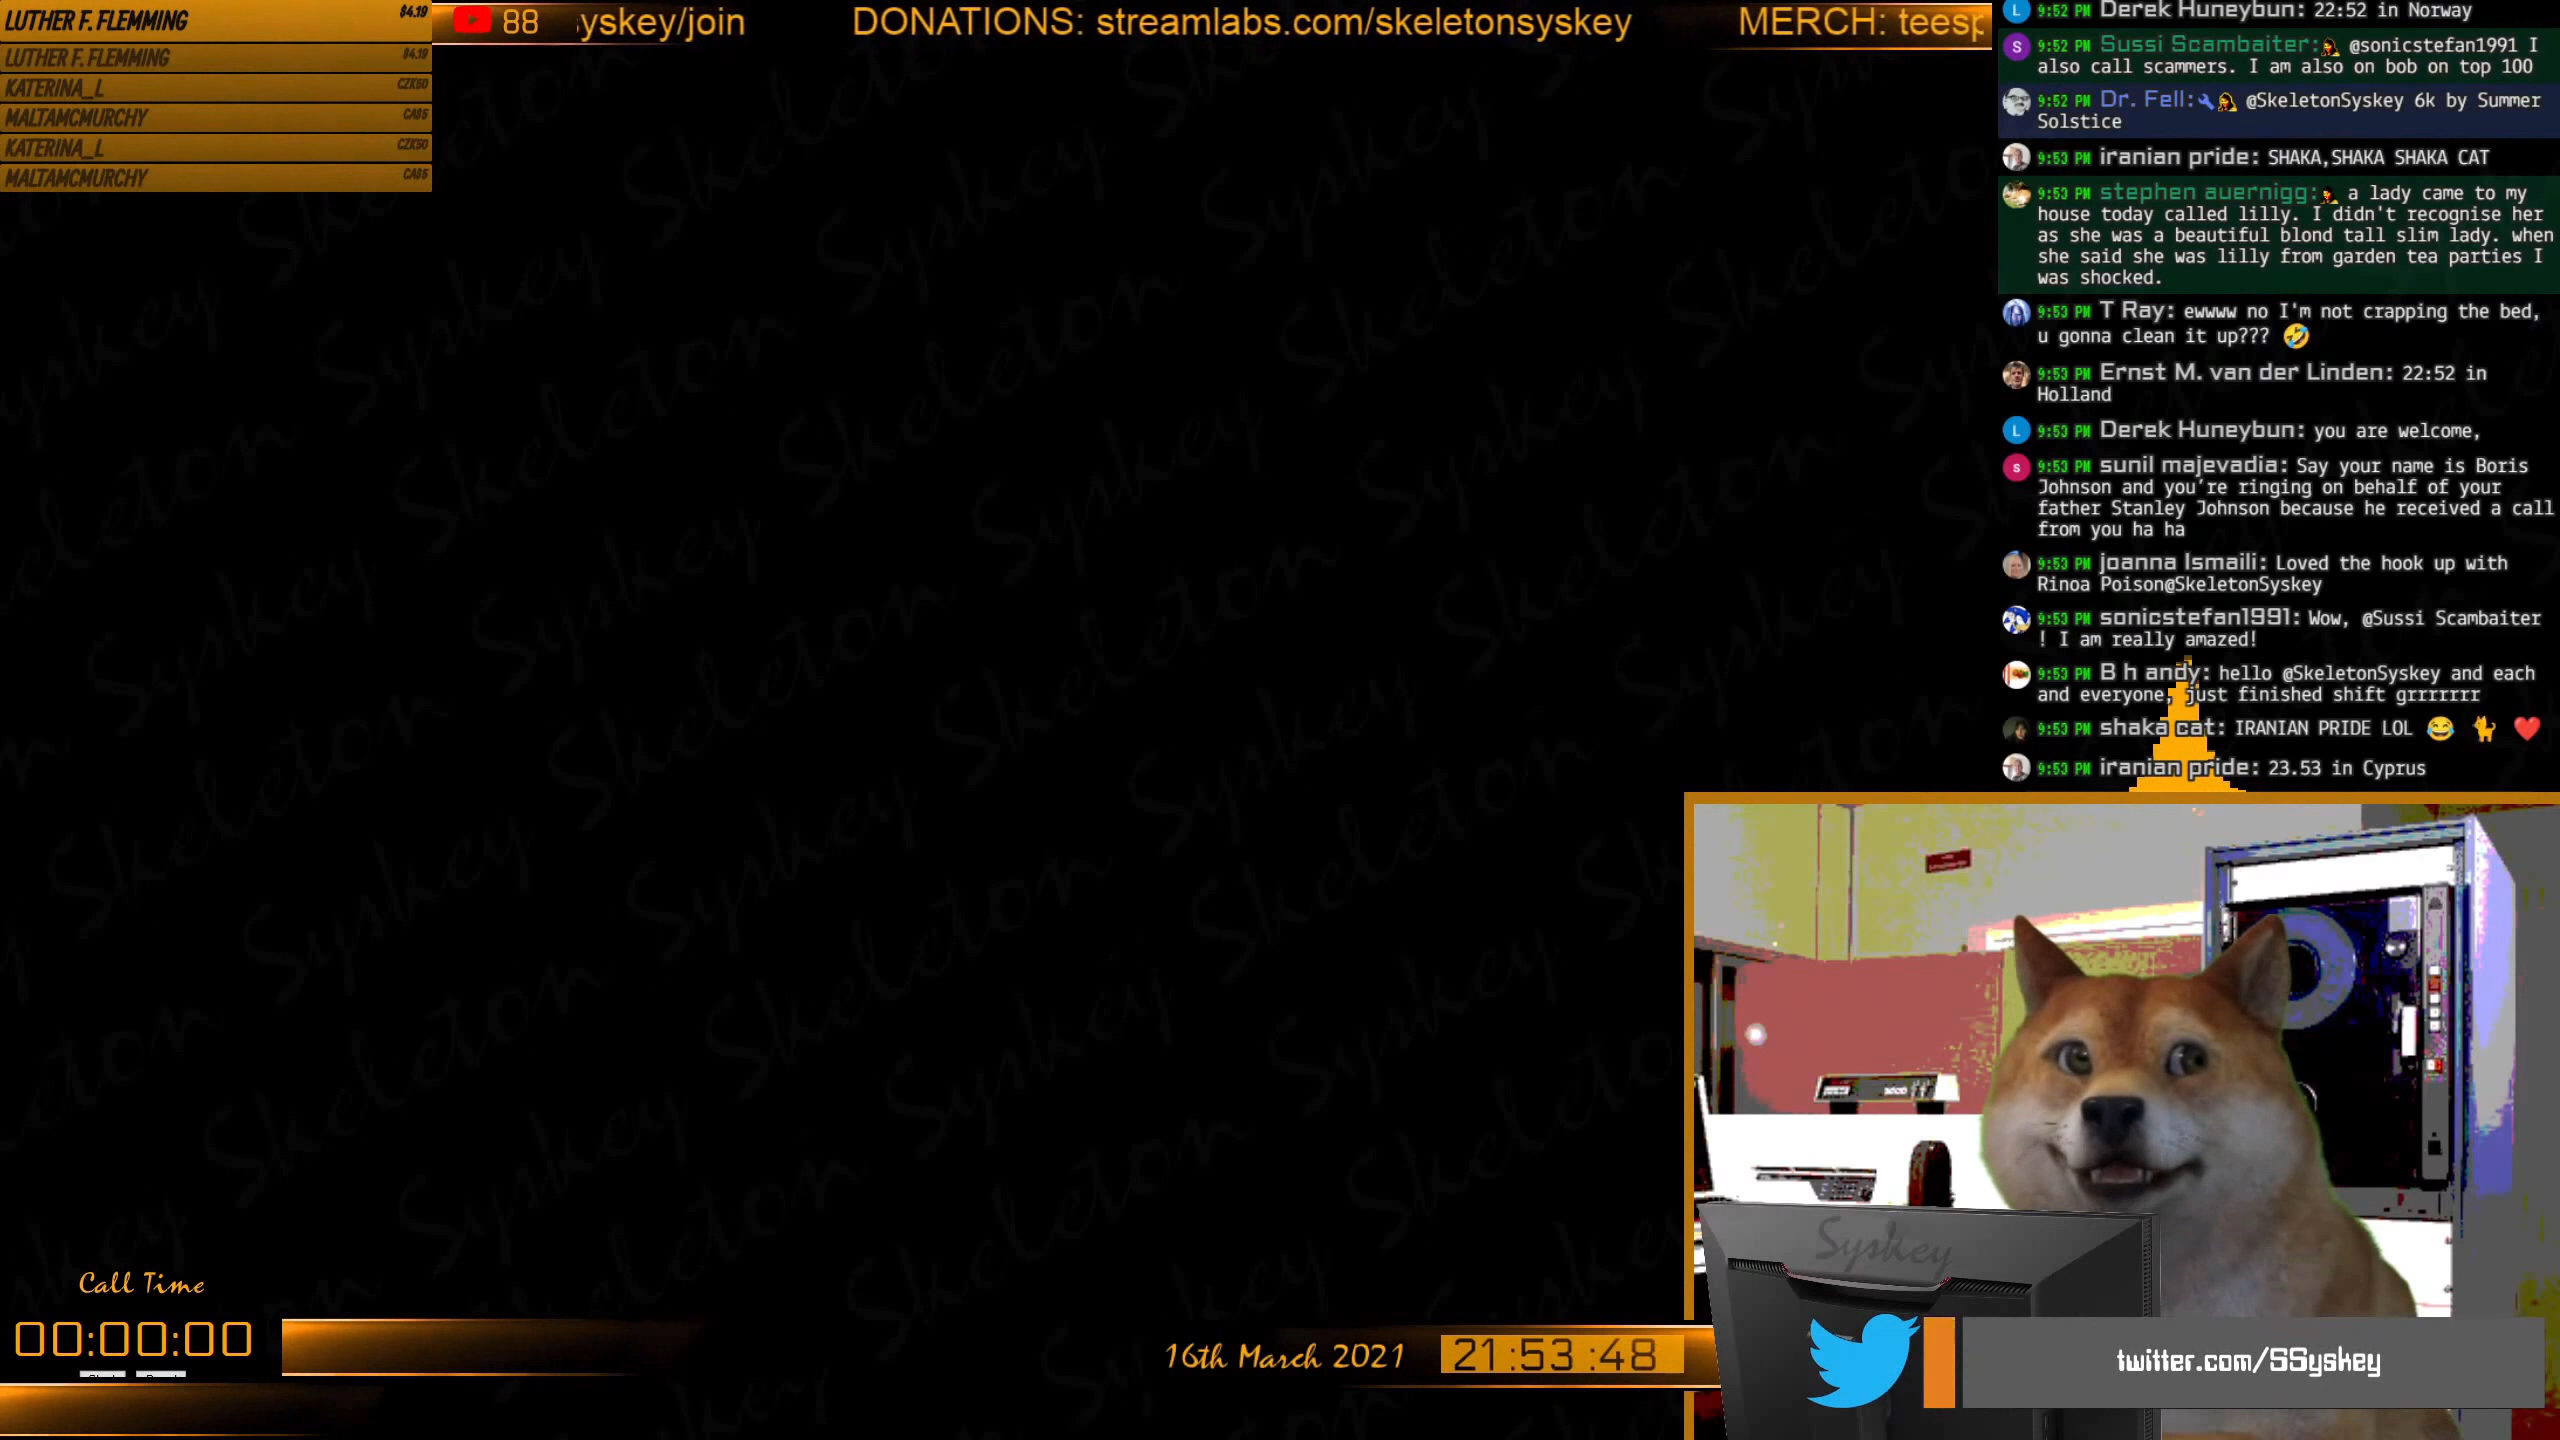 LUTHER F. FLEMMING $4.19
LUTHER F. FLEMMING $4.19
KATERINA_L CZK50
MALTAMCMURCHY CA$5
KATERINA_L CZK50
MALTAMCMURCHY CA$5
88 yskey/join DONATIONS: streamlabs.com/skeletonsyskey MERCH: teesp
9:52 PM Derek Huneybun: 22:52 in Norway
9:52 PM Sussi Scambaiter: @sonicstefan1991 I
also call scammers. I am also on bob on top 100
9:52 PM Dr. Fell: @SkeletonSyskey 6k by Summer
Solstice
9:53 PM iranian pride: SHAKA,SHAKA SHAKA CAT
9:53 PM stephen auernigg: a lady came to my
house today called lilly. I didn't recognise her
as she was a beautiful blond tall slim lady. when
she said she was lilly from garden tea parties I
was shocked.
9:53 PM T Ray: ewwww no I'm not crapping the bed,
u gonna clean it up??? 🤣
9:53 PM Ernst M. van der Linden: 22:52 in
Holland
9:53 PM Derek Huneybun: you are welcome,
9:53 PM sunil majevadia: Say your name is Boris
Johnson and you're ringing on behalf of your
father Stanley Johnson because he received a call
from you ha ha
9:53 PM joanna Ismaili: Loved the hook up with
Rinoa Poison@SkeletonSyskey
9:53 PM sonicstefan1991: Wow, @Sussi Scambaiter
! I am really amazed!
9:53 PM B h andy: hello @SkeletonSyskey and each
and everyone, just finished shift grrrrrrr
9:53 PM shaka cat: IRANIAN PRIDE LOL 😂 🐈 ❤️
9:53 PM iranian pride: 23.53 in Cyprus
Syskey
Call Time
00:00:00
16th March 2021 21:53:48
twitter.com/SSyskey